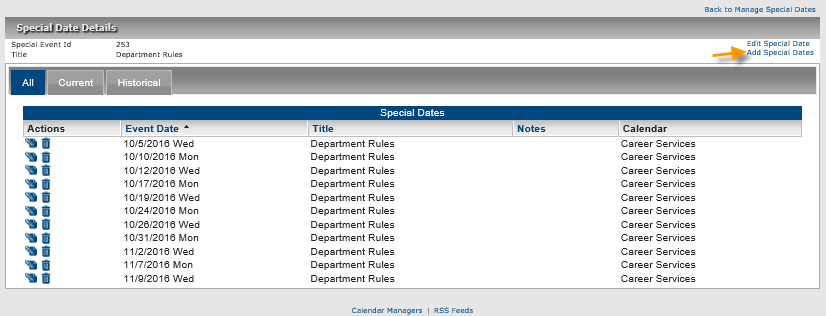 Back to Manage Special Dates
Special Date Details
Special Event Id 253
Edit Special Date
Title Department Rules
Add Special Dates
All Current Historical
Special Dates
Actions Event Date Title Notes Calendar
10/5/2016 Wed Department Rules Career Services
10/10/2016 Mon Department Rules Career Services
10/12/2016 Wed Department Rules Career Services
10/17/2016 Mon Department Rules Career Services
10/19/2016 Wed Department Rules Career Services
10/24/2016 Mon Department Rules Career Services
10/26/2016 Wed Department Rules Career Services
10/31/2016 Mon Department Rules Career Services
11/2/2016 Wed Department Rules Career Services
11/7/2016 Mon Department Rules Career Services
11/9/2016 Wed Department Rules Career Services
Calendar Managers | RSS Feeds